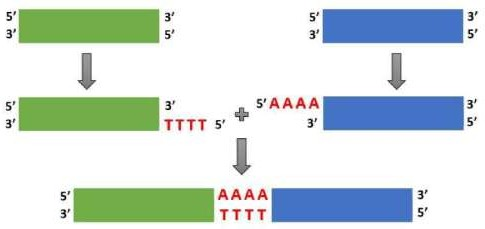 5’ 3’ 5’ 3’
3’ 5’ 3’ 5’
5’ 3’ 5’ AAAA 3’
3’ TTTT 5’ 3’ 5’
5’ AAAA 3’
3’ TTTT 5’